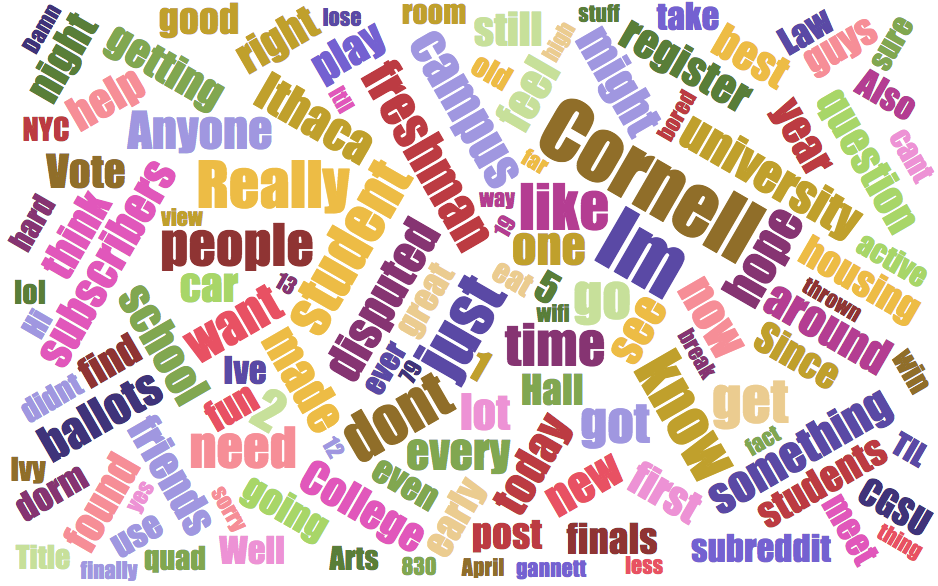 Damn
night
good
right
lose
play
room
still
stuff
take
Law
guys
sure
getting
help
NYC
Ithaca
freshman
campus
old
high
feel
might
register
best
Also
bored
year
question
cant
Anyone
Vote
Really
student
Cornell
university
far
way
like
19
hard
think
subscribers
view
people
disputed
one
Im
hope
housing
active
lol
Hi
car
13
great
eat
5
go
wifi
see
now
around
thrown
school
want
just
time
break
Since
win
find
Ive
made
ever
79
1
Hall
know
get
didnt
ballots
fun
2
dont
lot
got
something
fact
TIL
need
12
every
today
students
Ivy
dorm
found
friends
yes
sorry
going
College
even
early
new
first
CGSU
meet
thing
Title
finally
use
quad
Well
Arts
830
post
April
gannett
finals
less
subreddit